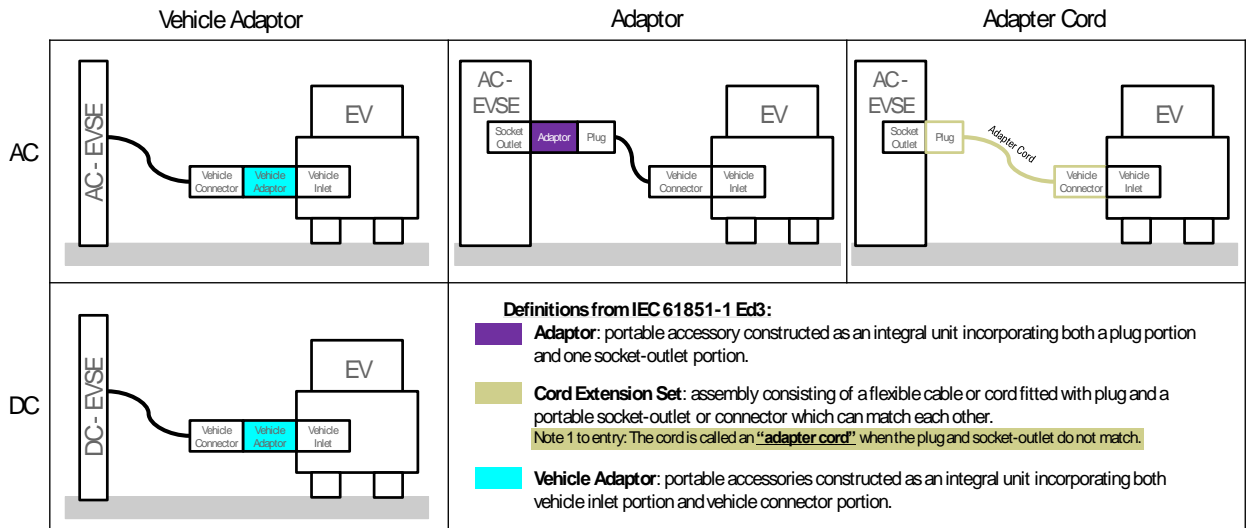 Vehicle Adaptor
Adaptor
Adapter Cord
AC
AC - EVSE
Vehicle
Connector
Vehicle
Adaptor
Vehicle
Inlet
EV
AC -
EVSE
Socket
Outlet
Adaptor
Plug
Vehicle
Connector
Vehicle
Inlet
EV
AC -
EVSE
Socket
Outlet
Plug
Adapter Cord
Vehicle
Connector
Vehicle
Inlet
EV
DC
DC - EVSE
Vehicle
Connector
Vehicle
Adaptor
Vehicle
Inlet
EV
Definitions from IEC 61851-1 Ed3:
Adaptor: portable accessory constructed as an integral unit incorporating both a plug portion
and one socket-outlet portion.
Cord Extension Set: assembly consisting of a flexible cable or cord fitted with plug and a
portable socket-outlet or connector which can match each other.
Note 1 to entry: The cord is called an "adapter cord" when the plug and socket-outlet do not match.
Vehicle Adaptor: portable accessories constructed as an integral unit incorporating both
vehicle inlet portion and vehicle connector portion.